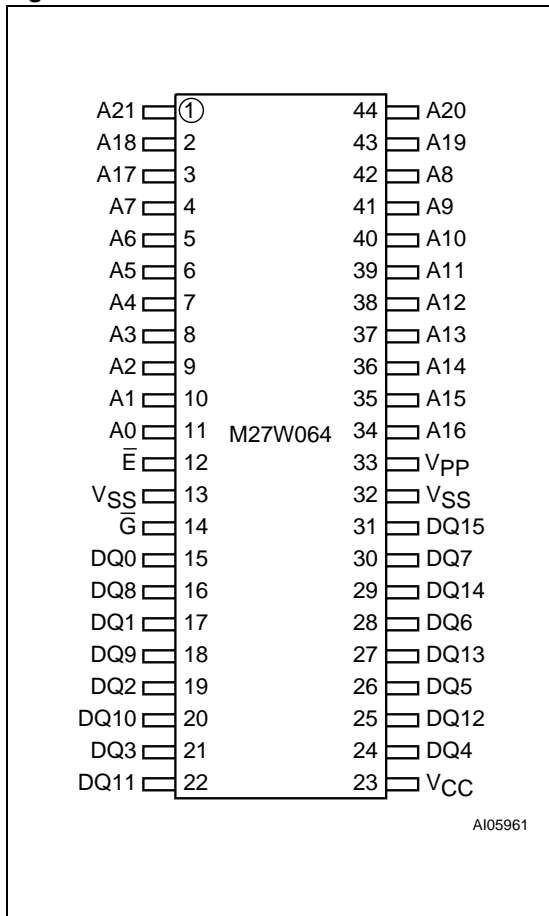 A21 1 44 A20
A18 2 43 A19
A17 3 42 A8
A7 4 41 A9
A6 5 40 A10
A5 6 39 A11
A4 7 38 A12
A3 8 37 A13
A2 9 36 A14
A1 10 35 A15
A0 11 M27W064 34 A16
E̅ 12 33 VPP
VSS 13 32 VSS
G̅ 14 31 DQ15
DQ0 15 30 DQ7
DQ8 16 29 DQ14
DQ1 17 28 DQ6
DQ9 18 27 DQ13
DQ2 19 26 DQ5
DQ10 20 25 DQ12
DQ3 21 24 DQ4
DQ11 22 23 VCC
AI05961